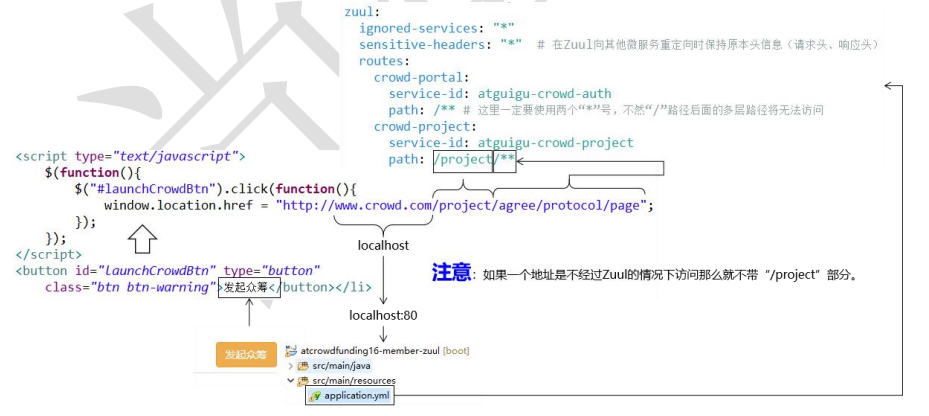 zuul:
ignored-services: "*"
sensitive-headers: "*" # 在Zuul向其他微服务重定向时保持原本头信息（请求头、响应头）
routes:
crowd-portal:
service-id: atguigu-crowd-auth
path: /** # 这里一定要使用两个“*”号，不然“/”路径后面的多层路径将无法访问
crowd-project:
service-id: atguigu-crowd-project
path: /project/**
<script type="text/javascript">
$(function(){
$("#launchCrowdBtn").click(function(){
window.location.href = "http://www.crowd.com/project/agree/protocol/page";
});
});
</script>
<button id="launchCrowdBtn" type="button"
class="btn btn-warning">发起众筹</button></li>
localhost
注意：如果一个地址是不经过Zuul的情况下访问那么就不带“/project”部分。
localhost:80
发起众筹
atcrowdfunding16-member-zuul [boot]
src/main/java
src/main/resources
application.yml